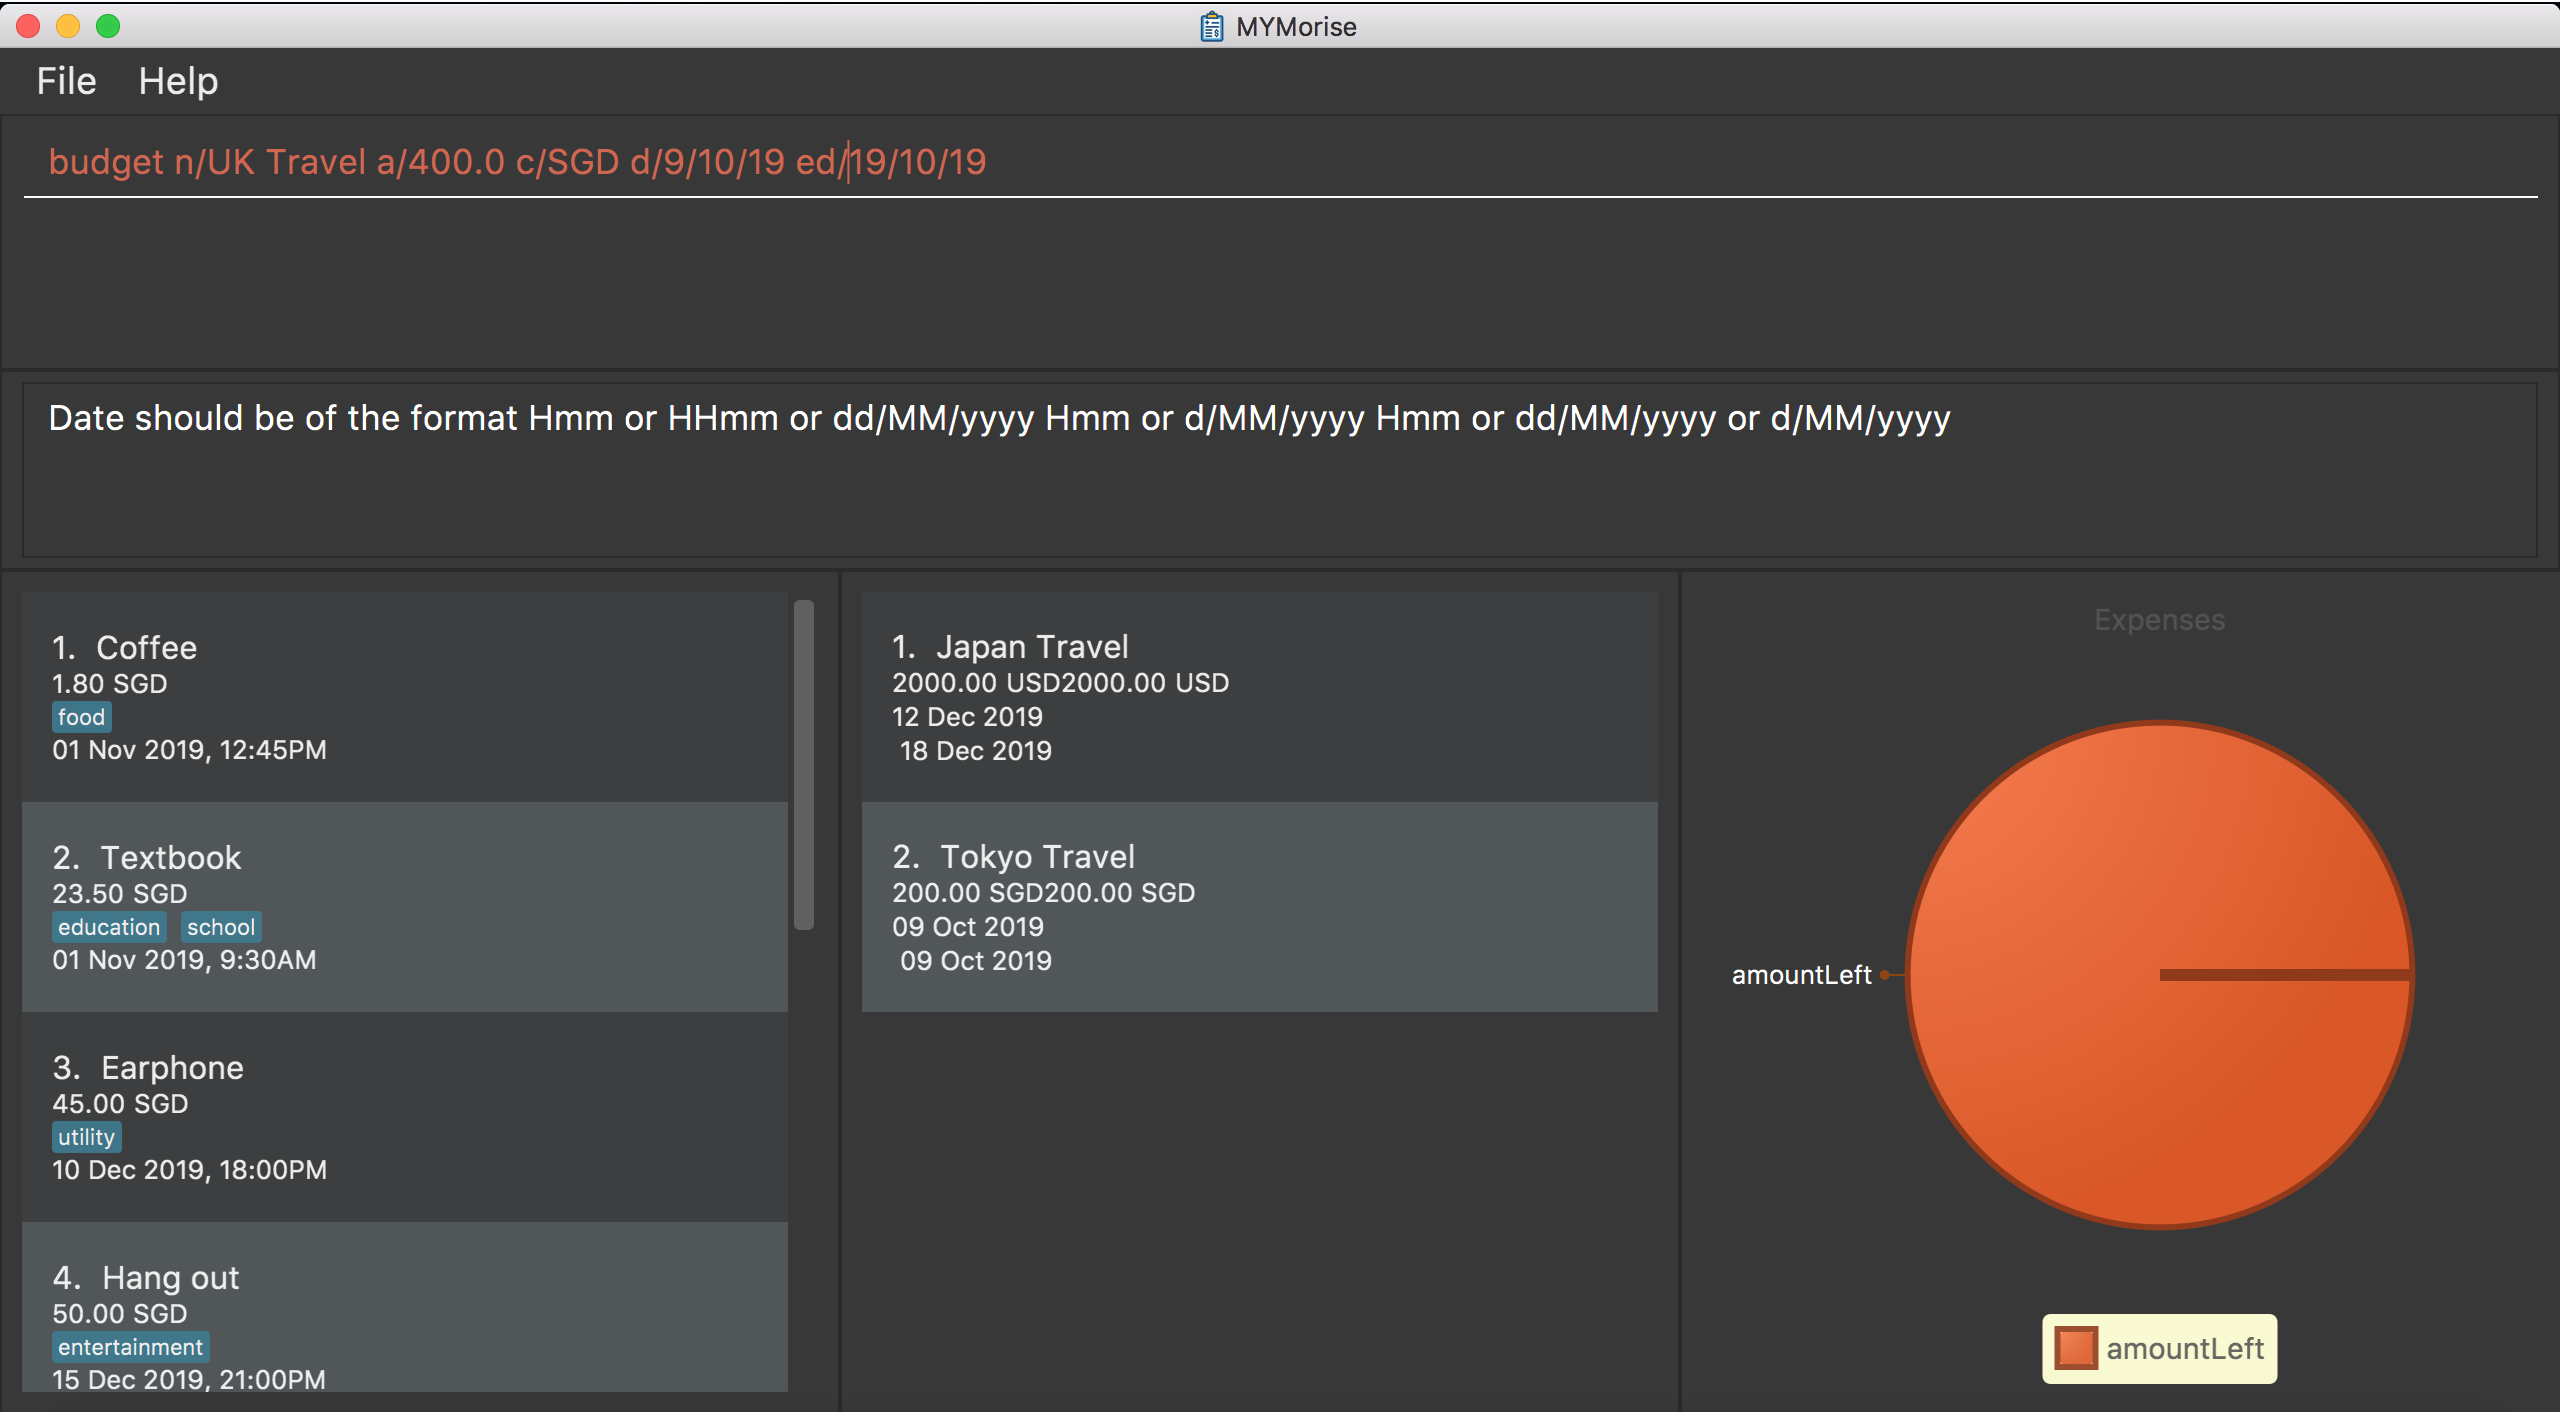 MYMorise
File Help
budget n/UK Travel a/400.0 c/SGD d/9/10/19 ed/19/10/19
Date should be of the format Hmm or HHmm or dd/MM/yyyy Hmm or d/MM/yyyy Hmm or dd/MM/yyyy or d/MM/yyyy
1. Coffee
1.80 SGD
food
01 Nov 2019, 12:45PM
2. Textbook
23.50 SGD
education school
01 Nov 2019, 9:30AM
3. Earphone
45.00 SGD
utility
10 Dec 2019, 18:00PM
4. Hang out
50.00 SGD
entertainment
15 Dec 2019, 21:00PM
1. Japan Travel
2000.00 USD2000.00 USD
12 Dec 2019
18 Dec 2019
2. Tokyo Travel
200.00 SGD200.00 SGD
09 Oct 2019
09 Oct 2019
Expenses
amountLeft
amountLeft